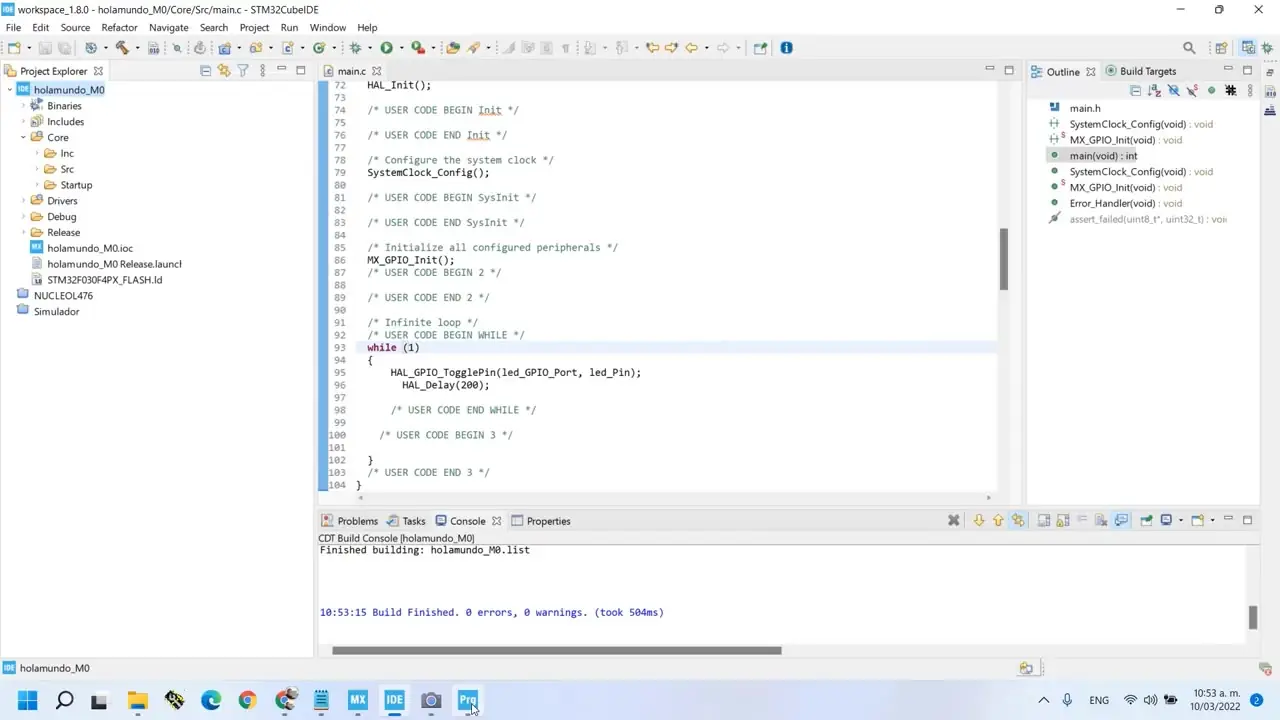 workspace_1.8.0 - holamundo_M0/Core/Src/main.c - STM32CubeIDE
File Edit Source Refactor Navigate Search Project Run Window Help
Project Explorer
holamundo_M0
Binaries
Includes
Core
Inc
Src
Startup
Drivers
Debug
Release
holamundo_M0.ioc
holamundo_M0 Release.launch
STM32F030F4PX_FLASH.ld
NUCLEOL476
Simulador
main.c
72 HAL_Init();
73
74 /* USER CODE BEGIN Init */
75
76 /* USER CODE END Init */
77
78 /* Configure the system clock */
79 SystemClock_Config();
80
81 /* USER CODE BEGIN SysInit */
82
83 /* USER CODE END SysInit */
84
85 /* Initialize all configured peripherals */
86 MX_GPIO_Init();
87 /* USER CODE BEGIN 2 */
88
89 /* USER CODE END 2 */
90
91 /* Infinite loop */
92 /* USER CODE BEGIN WHILE */
93 while (1)
94 {
95 HAL_GPIO_TogglePin(led_GPIO_Port, led_Pin);
96 HAL_Delay(200);
97
98 /* USER CODE END WHILE */
99
100 /* USER CODE BEGIN 3 */
101
102 }
103 /* USER CODE END 3 */
104 }
Outline Build Targets
main.h
SystemClock_Config(void) : void
MX_GPIO_Init(void) : void
main(void) : int
SystemClock_Config(void) : void
MX_GPIO_Init(void) : void
Error_Handler(void) : void
assert_failed(uint8_t*, uint32_t) : voi
Problems Tasks Console Properties
CDT Build Console [holamundo_M0]
Finished building: holamundo_M0.list
10:53:15 Build Finished. 0 errors, 0 warnings. (took 504ms)
IDE holamundo_M0
MX IDE Prg
ENG
10:53 a. m.
10/03/2022
2